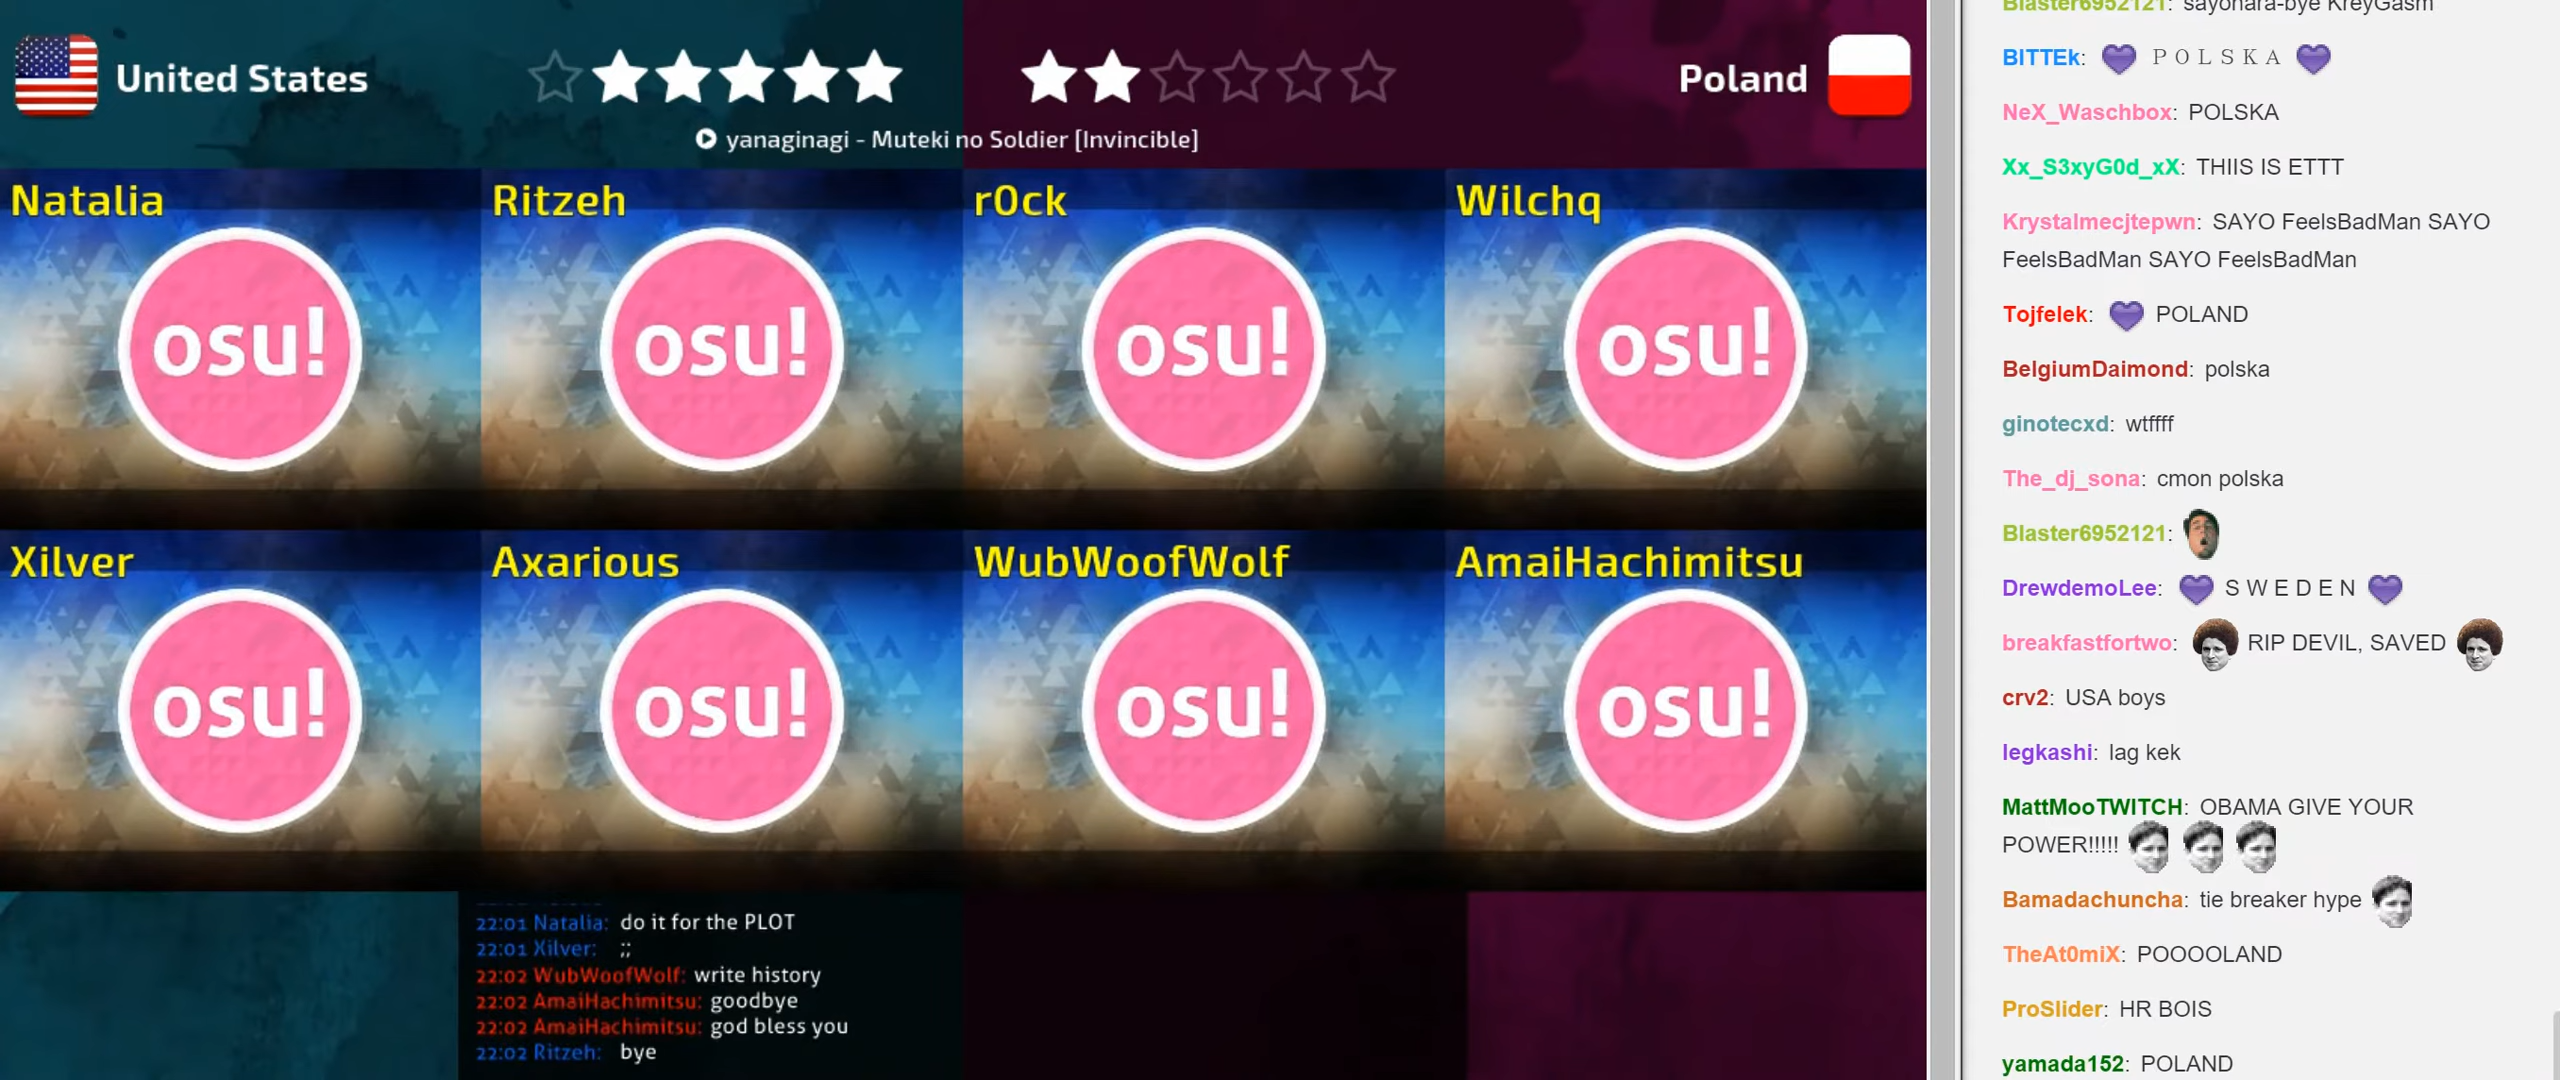 United States
Poland
yanaginagi - Muteki no Soldier [Invincible]
Natalia
Ritzeh
r0ck
Wilchq
osu!
osu!
osu!
osu!
Xilver
Axarious
WubWoofWolf
AmaiHachimitsu
osu!
osu!
osu!
osu!
22:01 Natalia: do it for the PLOT
22:01 Xilver: ;;
22:02 WubWoofWolf: write history
22:02 AmaiHachimitsu: goodbye
22:02 AmaiHachimitsu: god bless you
22:02 Ritzeh: bye
Blaster6952121: sayonara-bye KreyGasm
BITTEk: P O L S K A
NeX_Waschbox: POLSKA
Xx_S3xyG0d_xX: THIIS IS ETTT
Krystalmecjtepwn: SAYO FeelsBadMan SAYO
FeelsBadMan SAYO FeelsBadMan
Tojfelek: POLAND
BelgiumDaimond: polska
ginotecxd: wtffff
The_dj_sona: cmon polska
Blaster6952121:
DrewdemoLee: S W E D E N
breakfastfortwo: RIP DEVIL, SAVED
crv2: USA boys
legkashi: lag kek
MattMooTWITCH: OBAMA GIVE YOUR
POWER!!!!!
Bamadachuncha: tie breaker hype
TheAt0miX: POOOOLAND
ProSlider: HR BOIS
yamada152: POLAND